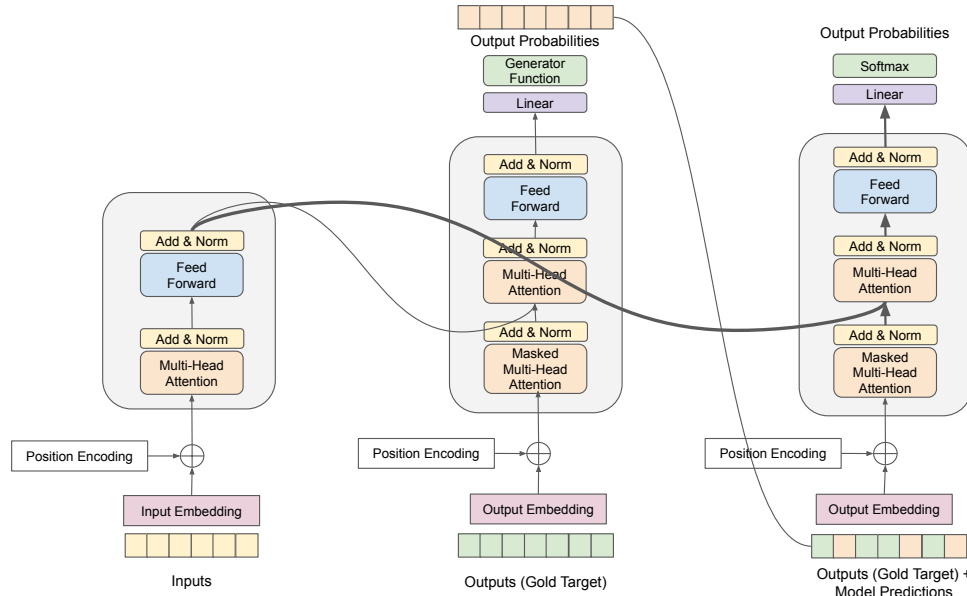 Output Probabilities
Generator
Function
Linear
Add & Norm
Feed
Forward
Add & Norm
Multi-Head
Attention
Add & Norm
Masked
Multi-Head
Attention
Position Encoding
Output Embedding
Outputs (Gold Target)
Add & Norm
Feed
Forward
Add & Norm
Multi-Head
Attention
Position Encoding
Input Embedding
Inputs
Output Probabilities
Softmax
Linear
Add & Norm
Feed
Forward
Add & Norm
Multi-Head
Attention
Add & Norm
Masked
Multi-Head
Attention
Position Encoding
Output Embedding
Outputs (Gold Target) +
Model Predictions